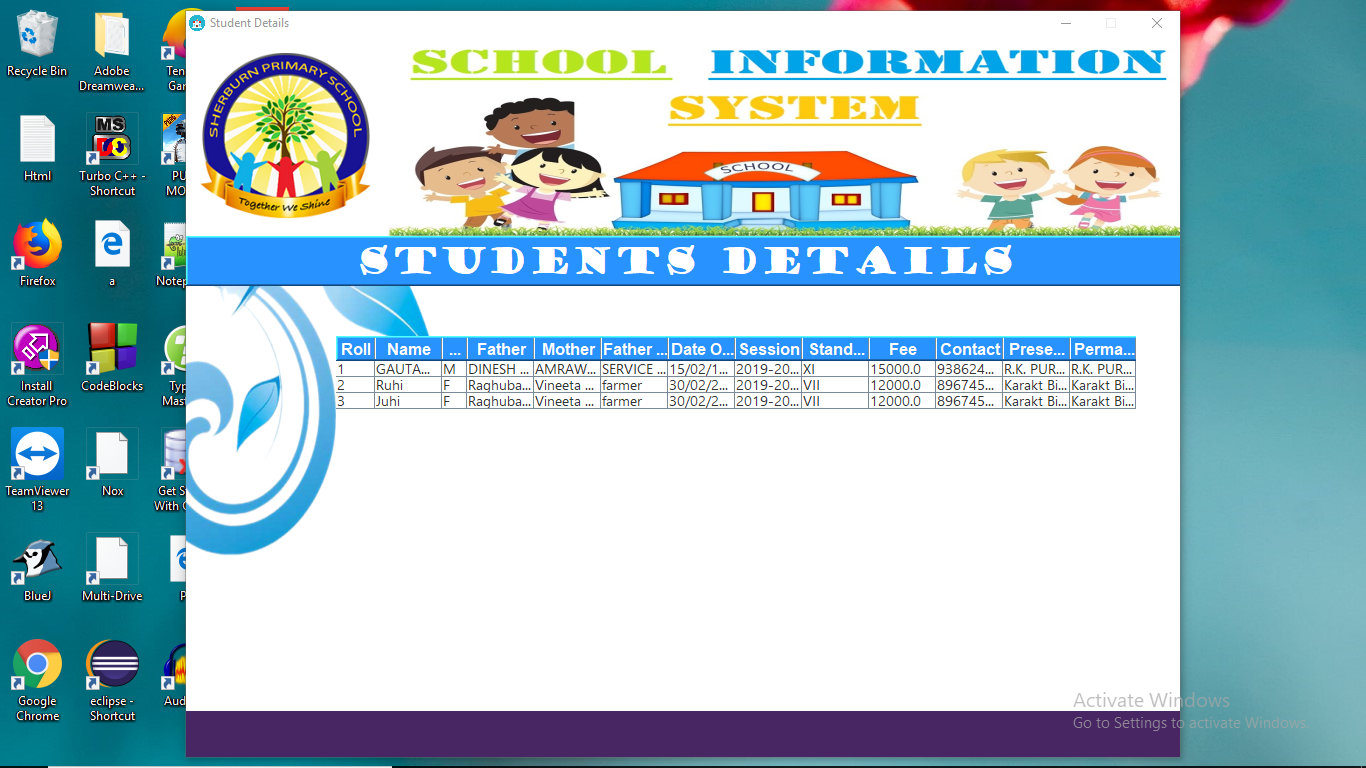 Student Details
SHERBURN PRIMARY SCHOOL
Together We Shine
SCHOOL INFORMATION
SYSTEM
SCHOOL
STUDENTS DETAILS
Roll Name ... Father Mother Father ... Date O... Session Stand... Fee Contact Prese... Perma...
1 GAUTA... M DINESH ... AMRAW... SERVICE ... 15/02/1... 2019-20... XI 15000.0 938624... R.K. PUR... R.K. PUR...
2 Ruhi F Raghuba... Vineeta ... farmer 30/02/2... 2019-20... VII 12000.0 896745... Karakt Bi... Karakt Bi...
3 Juhi F Raghuba... Vineeta ... farmer 30/02/2... 2019-20... VII 12000.0 896745... Karakt Bi... Karakt Bi...
Recycle Bin
Adobe
Dreamwea...
Ten
Gar
Html
MS
Turbo C++ -
Shortcut
PU
MO
Firefox
a
Notep
Install
Creator Pro
CodeBlocks
Typ
Mast
TeamViewer
13
Nox
Get S
With
BlueJ
Multi-Drive
P
Google
Chrome
eclipse -
Shortcut
Aud
Activate Windows
Go to Settings to activate Windows.